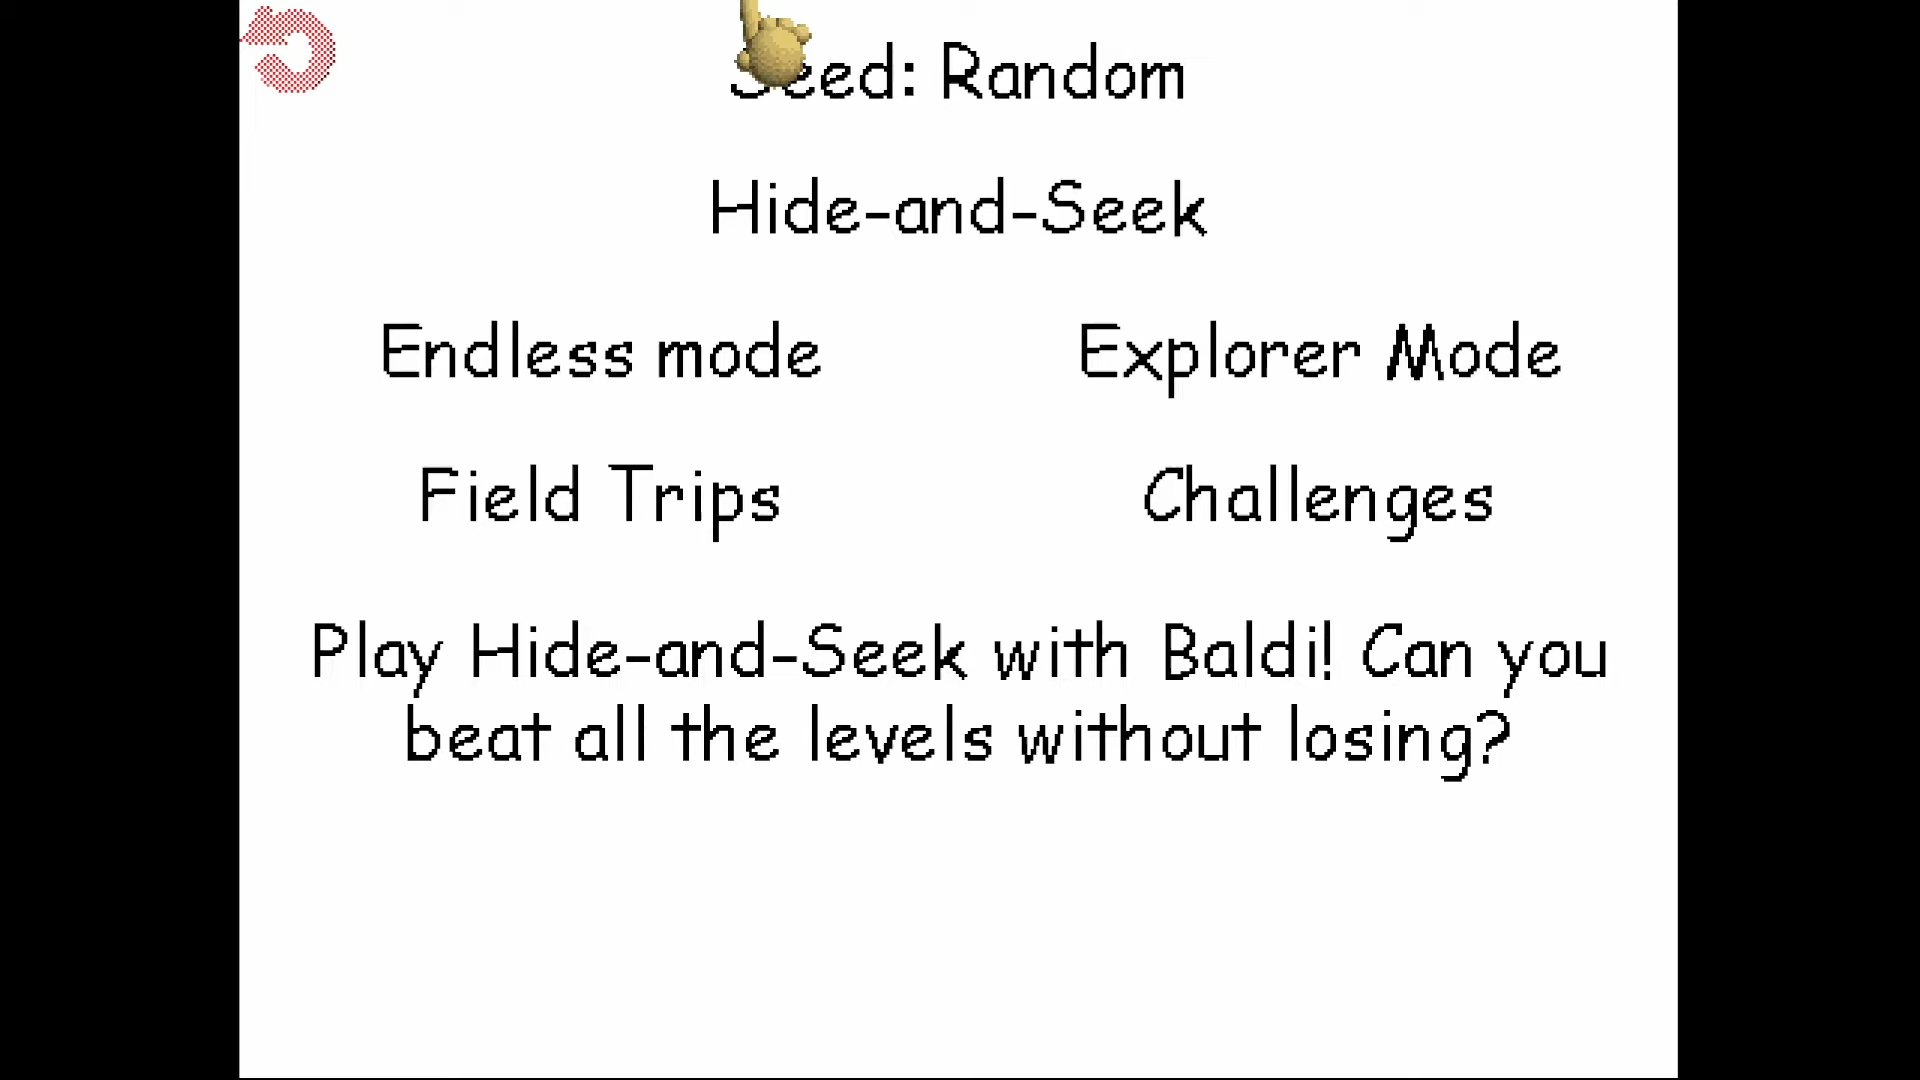 Seed: Random
Hide-and-Seek
Endless mode
Explorer Mode
Field Trips
Challenges
Play Hide-and-Seek with Baldi! Can you
beat all the levels without losing?